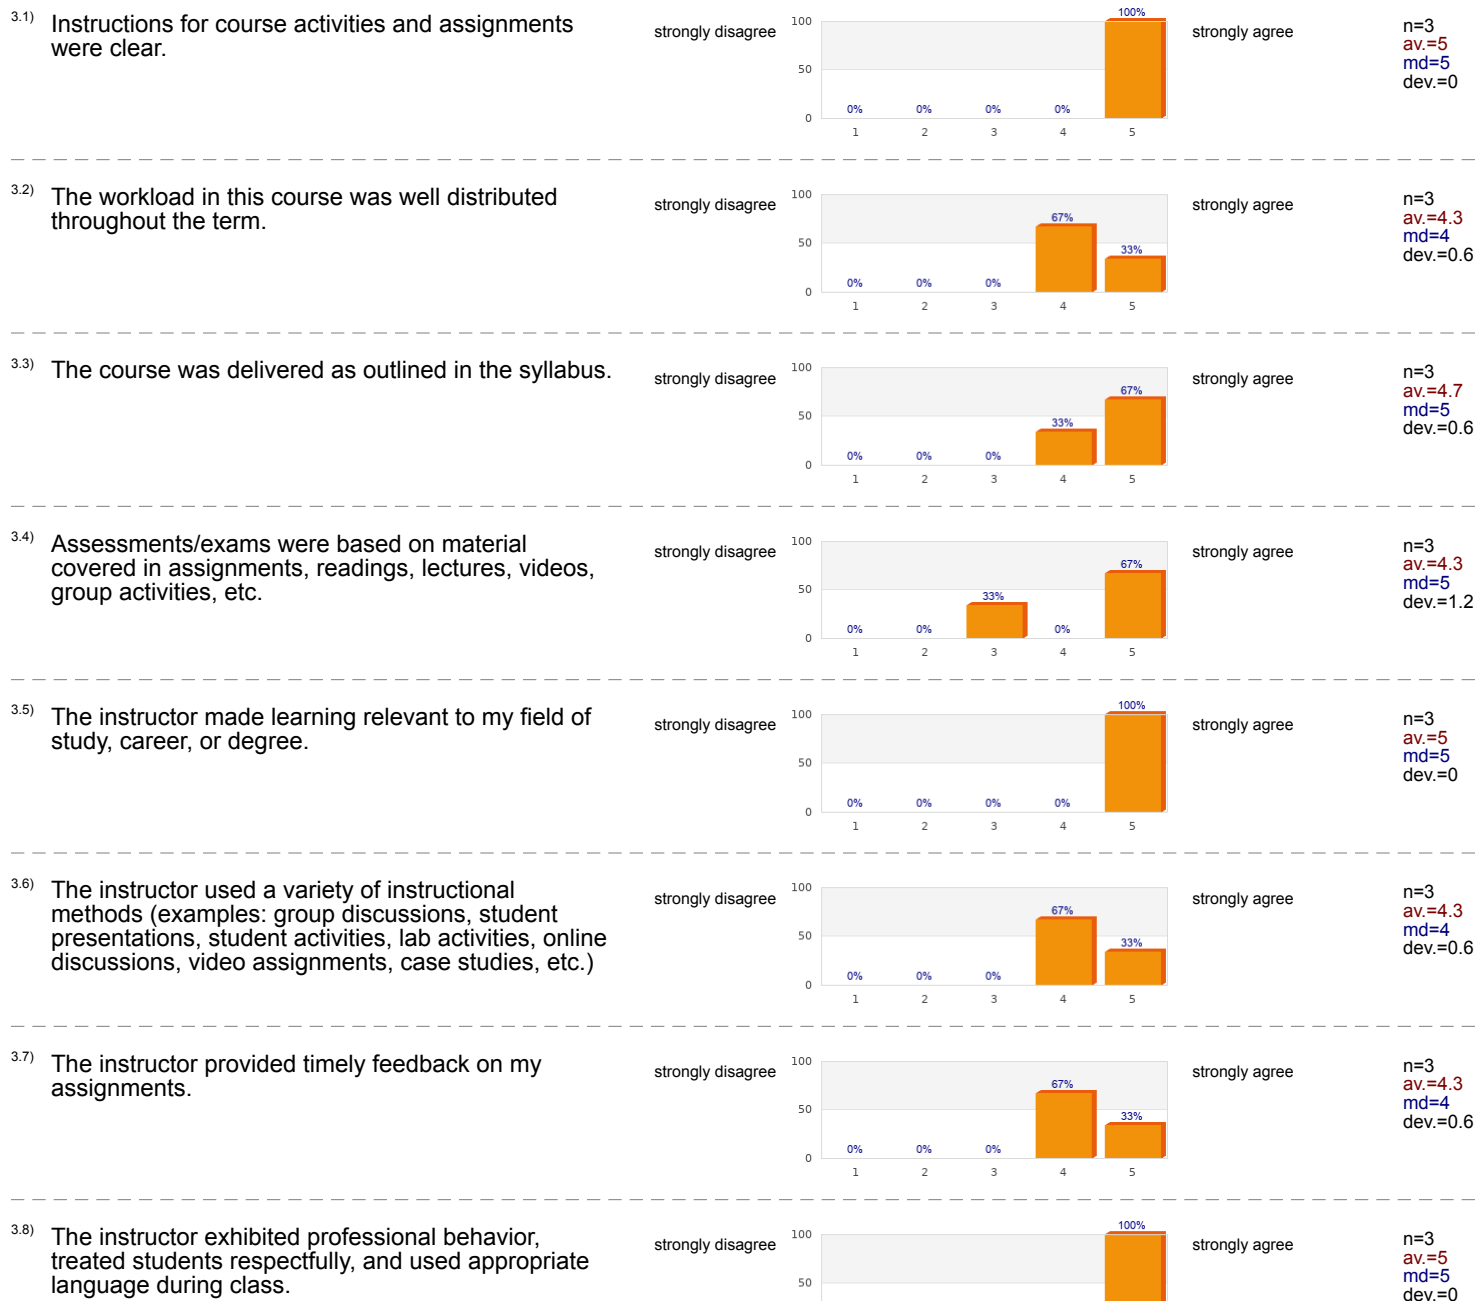 3.1) Instructions for course activities and assignments
were clear.
strongly disagree
100
50
0
0%
0%
0%
0%
100%
1
2
3
4
5
strongly agree
n=3
av.=5
md=5
dev.=0
3.2) The workload in this course was well distributed
throughout the term.
strongly disagree
100
50
0
0%
0%
0%
67%
33%
1
2
3
4
5
strongly agree
n=3
av.=4.3
md=4
dev.=0.6
3.3) The course was delivered as outlined in the syllabus.
strongly disagree
100
50
0
0%
0%
0%
33%
67%
1
2
3
4
5
strongly agree
n=3
av.=4.7
md=5
dev.=0.6
3.4) Assessments/exams were based on material
covered in assignments, readings, lectures, videos,
group activities, etc.
strongly disagree
100
50
0
0%
0%
33%
0%
67%
1
2
3
4
5
strongly agree
n=3
av.=4.3
md=5
dev.=1.2
3.5) The instructor made learning relevant to my field of
study, career, or degree.
strongly disagree
100
50
0
0%
0%
0%
0%
100%
1
2
3
4
5
strongly agree
n=3
av.=5
md=5
dev.=0
3.6) The instructor used a variety of instructional
methods (examples: group discussions, student
presentations, student activities, lab activities, online
discussions, video assignments, case studies, etc.)
strongly disagree
100
50
0
0%
0%
0%
67%
33%
1
2
3
4
5
strongly agree
n=3
av.=4.3
md=4
dev.=0.6
3.7) The instructor provided timely feedback on my
assignments.
strongly disagree
100
50
0
0%
0%
0%
67%
33%
1
2
3
4
5
strongly agree
n=3
av.=4.3
md=4
dev.=0.6
3.8) The instructor exhibited professional behavior,
treated students respectfully, and used appropriate
language during class.
strongly disagree
100
50
100%
strongly agree
n=3
av.=5
md=5
dev.=0